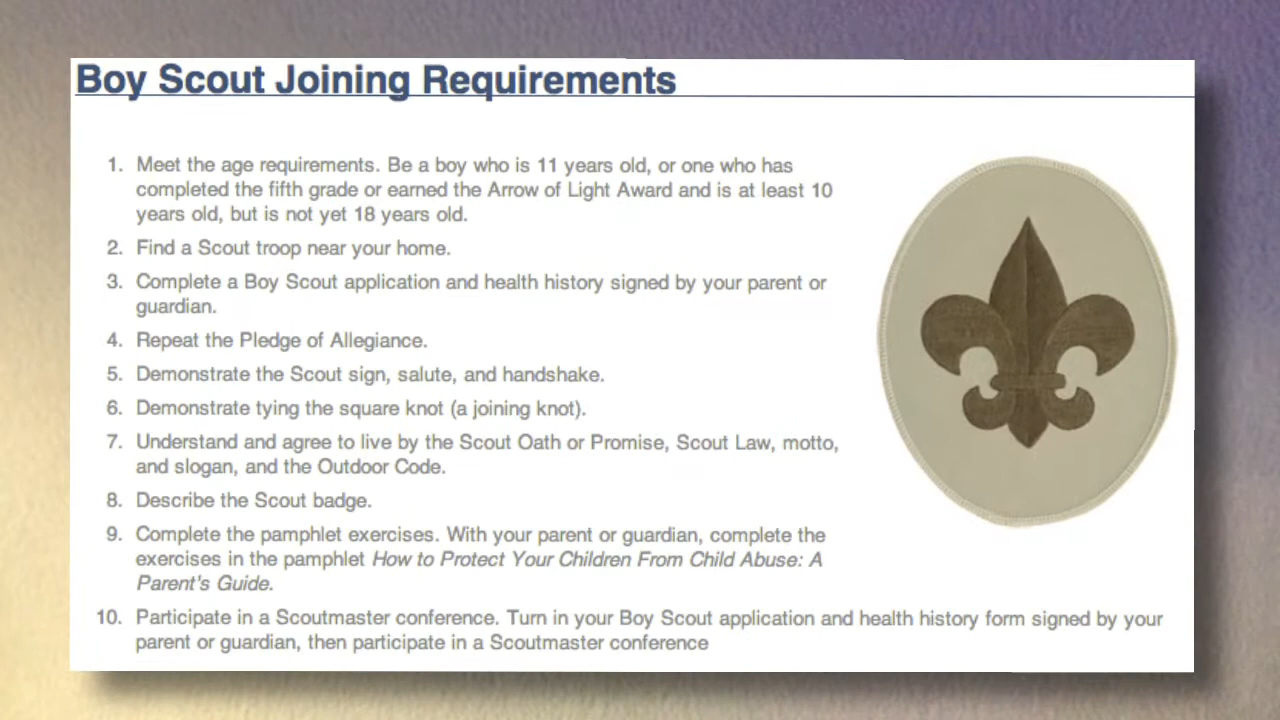 Boy Scout Joining Requirements
1. Meet the age requirements. Be a boy who is 11 years old, or one who has
completed the fifth grade or earned the Arrow of Light Award and is at least 10
years old, but is not yet 18 years old.
2. Find a Scout troop near your home.
3. Complete a Boy Scout application and health history signed by your parent or
guardian.
4. Repeat the Pledge of Allegiance.
5. Demonstrate the Scout sign, salute, and handshake.
6. Demonstrate tying the square knot (a joining knot).
7. Understand and agree to live by the Scout Oath or Promise, Scout Law, motto,
and slogan, and the Outdoor Code.
8. Describe the Scout badge.
9. Complete the pamphlet exercises. With your parent or guardian, complete the
exercises in the pamphlet How to Protect Your Children From Child Abuse: A
Parent's Guide.
10. Participate in a Scoutmaster conference. Turn in your Boy Scout application and health history form signed by your
parent or guardian, then participate in a Scoutmaster conference